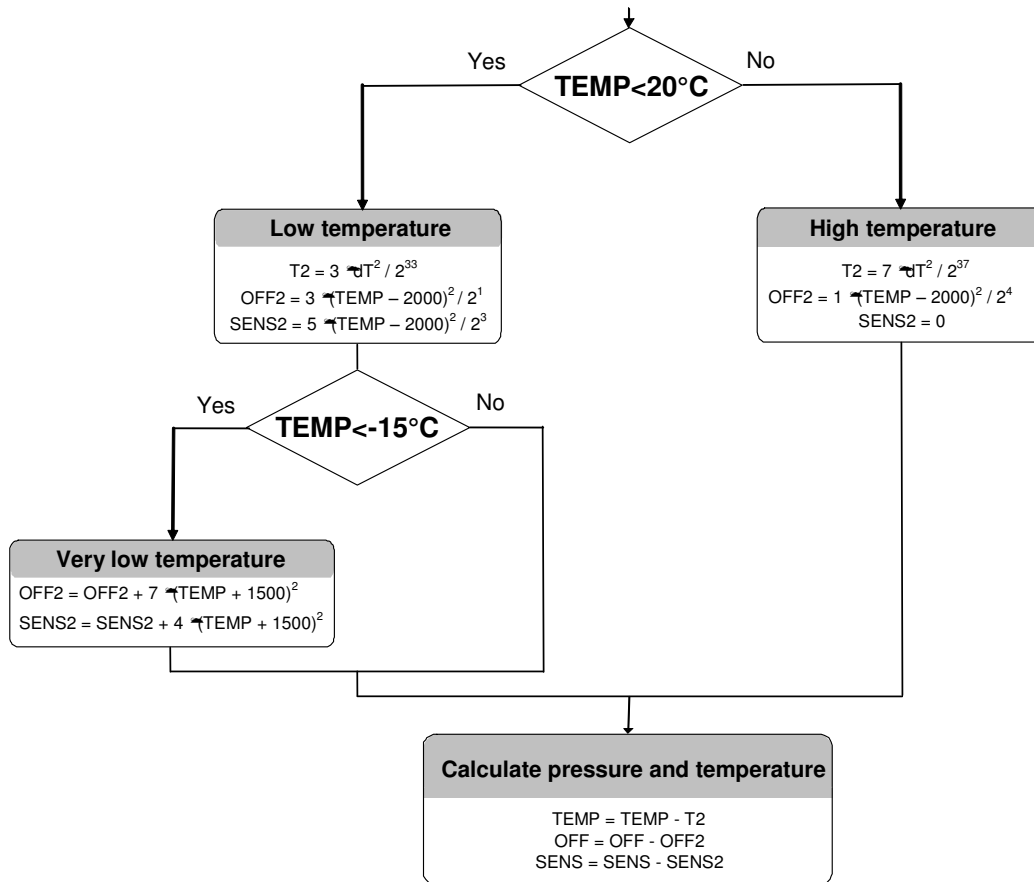 Yes
No
TEMP<20°C
Low temperature
T2 = 3 dT² / 2³³
OFF2 = 3 (TEMP – 2000)² / 2¹
SENS2 = 5 (TEMP – 2000)² / 2³
High temperature
T2 = 7 dT² / 2³⁷
OFF2 = 1 (TEMP – 2000)² / 2⁴
SENS2 = 0
Yes
No
TEMP<-15°C
Very low temperature
OFF2 = OFF2 + 7 (TEMP + 1500)²
SENS2 = SENS2 + 4 (TEMP + 1500)²
Calculate pressure and temperature
TEMP = TEMP - T2
OFF = OFF - OFF2
SENS = SENS - SENS2